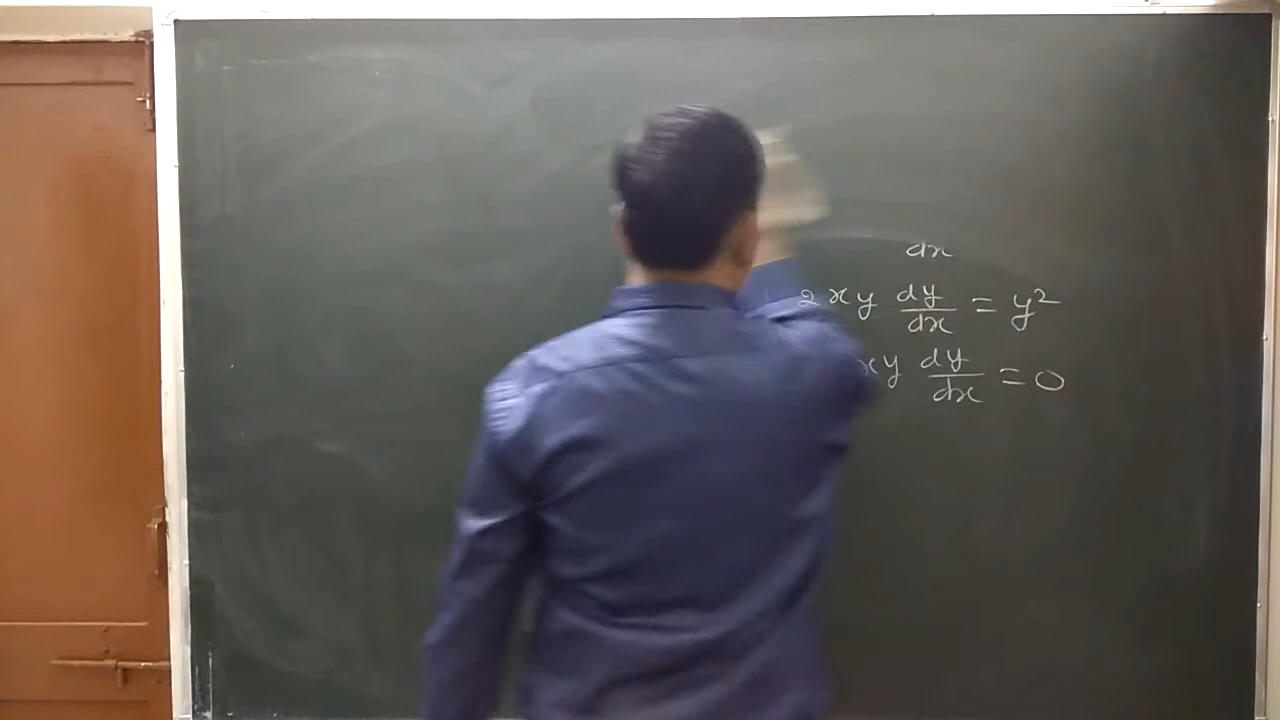 dx
2xy dy/dx = y²
xy dy/dx = 0